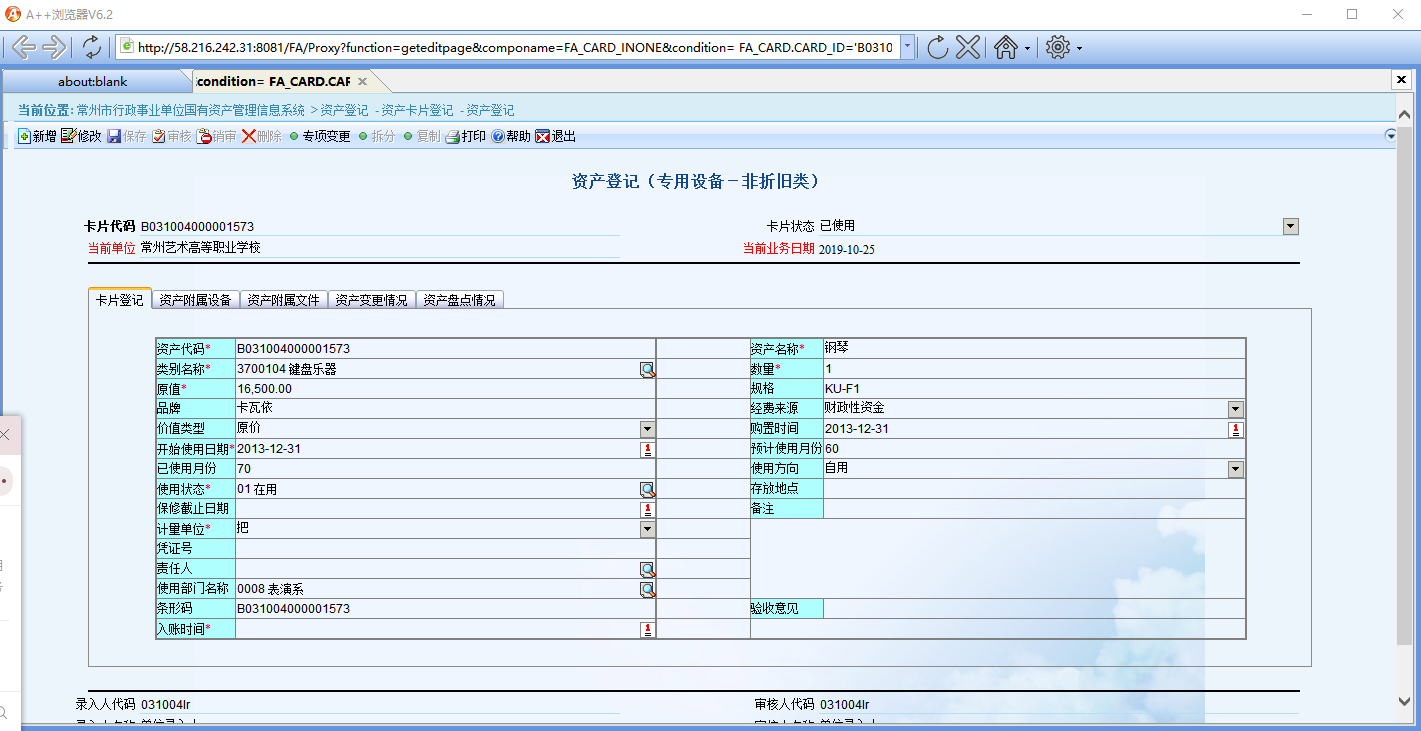 A++浏览器V6.2
http://58.216.242.31:8081/FA/Proxy?function=geteditpage&componame=FA_CARD_INONE&condition= FA_CARD.CARD_ID='B0310
about:blank condition= FA_CARD.CAR
当前位置: 常州市行政事业单位国有资产管理信息系统 >资产登记 -资产卡片登记 -资产登记
新增 修改 保存 审核 销审 删除 专项变更 拆分 复制 打印 帮助 退出
资产登记（专用设备－非折旧类）
卡片代码 B031004000001573 卡片状态 已使用
当前单位 常州艺术高等职业学校 当前业务日期 2019-10-25
卡片登记 资产附属设备 资产附属文件 资产变更情况 资产盘点情况
资产代码* B031004000001573 资产名称* 钢琴
类别名称* 3700104 键盘乐器 数量* 1
原值* 16,500.00 规格 KU-F1
品牌 卡瓦依 经费来源 财政性资金
价值类型 原价 购置时间 2013-12-31
开始使用日期* 2013-12-31 预计使用月份 60
已使用月份 70 使用方向 自用
使用状态* 01 在用 存放地点
保修截止日期 备注
计量单位* 把
凭证号
责任人
使用部门名称 0008 表演系
条形码 B031004000001573 验收意见
入账时间*
录入人代码 031004lr 审核人代码 031004lr